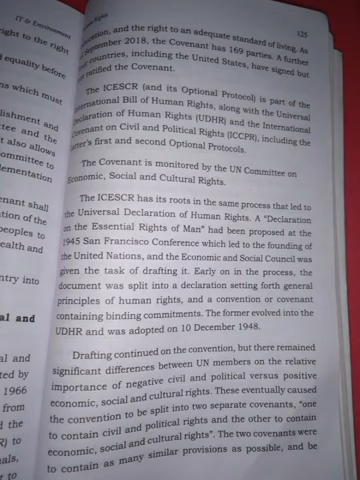 IT & Environment
right to the right
d equality before
ns which must
lishment and
tee and the
t also allows
ommittee to
lementation
enant shall
tion of the
peoples to
ealth and
ntry into
al and
al and
ted by
1966
from
d the
R) to
als,
t to
Rights
125
and the right to an adequate standard of living. As
September 2018, the Covenant has 169 parties. A further
countries, including the United States, have signed but
ratified the Covenant.
The ICESCR (and its Optional Protocol) is part of the
International Bill of Human Rights, along with the Universal
Declaration of Human Rights (UDHR) and the International
Covenant on Civil and Political Rights (ICCPR), including the
latter's first and second Optional Protocols.
The Covenant is monitored by the UN Committee on
Economic, Social and Cultural Rights.
The ICESCR has its roots in the same process that led to
the Universal Declaration of Human Rights. A "Declaration
on the Essential Rights of Man" had been proposed at the
1945 San Francisco Conference which led to the founding of
the United Nations, and the Economic and Social Council was
given the task of drafting it. Early on in the process, the
document was split into a declaration setting forth general
principles of human rights, and a convention or covenant
containing binding commitments. The former evolved into the
UDHR and was adopted on 10 December 1948.
Drafting continued on the convention, but there remained
significant differences between UN members on the relative
importance of negative civil and political versus positive
economic, social and cultural rights. These eventually caused
the convention to be split into two separate covenants, "one
to contain civil and political rights and the other to contain
economic, social and cultural rights". The two covenants were
to contain as many similar provisions as possible, and be